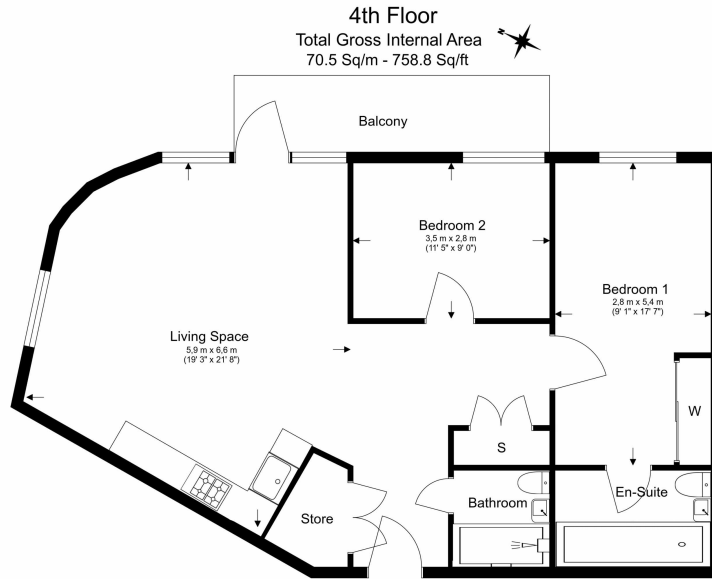 4th Floor
Total Gross Internal Area
70.5 Sq/m - 758.8 Sq/ft
N
Balcony
Bedroom 2
3,5 m x 2,8 m
(11' 5" x 9' 0")
Bedroom 1
2,8 m x 5,4 m
(9' 1" x 17' 7")
Living Space
5,9 m x 6,6 m
(19' 3" x 21' 8")
W
S
Bathroom
En-Suite
Store